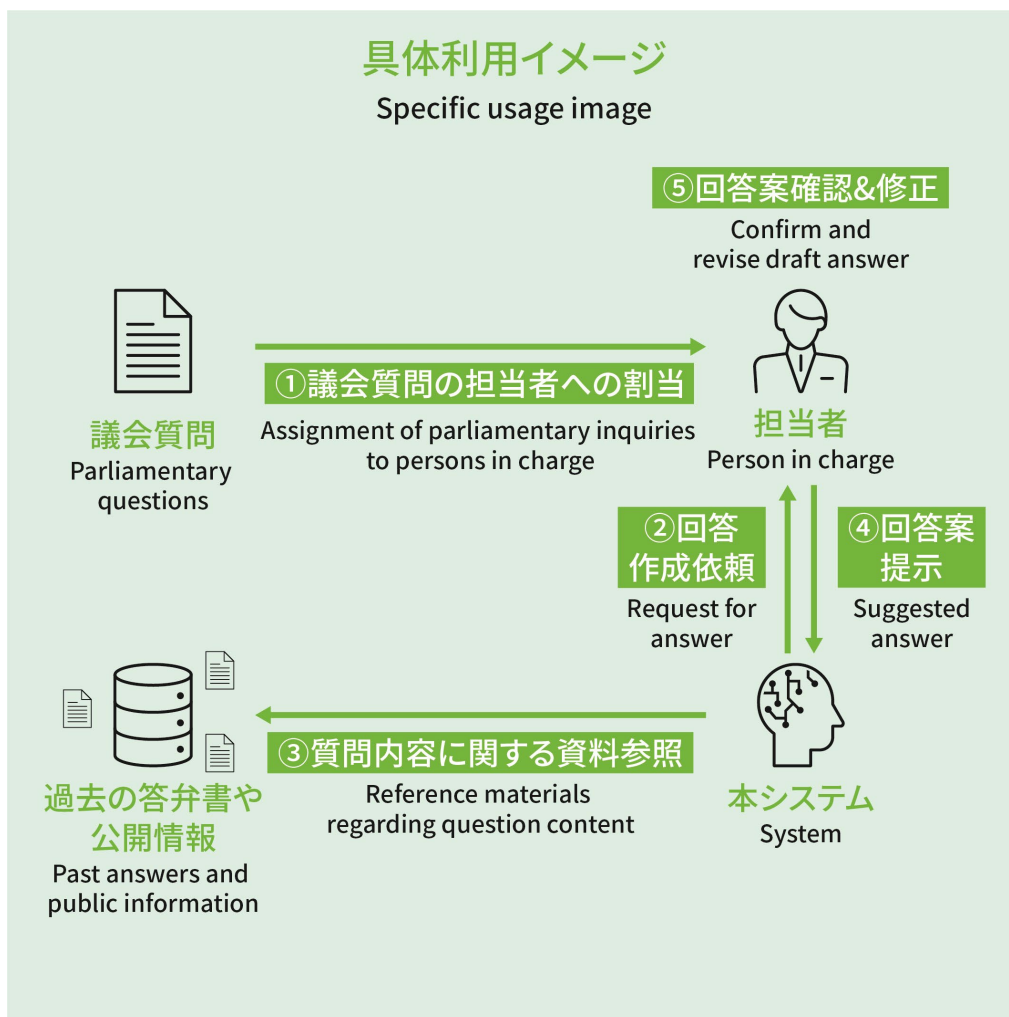 具体利用イメージ
Specific usage image
⑤回答案確認&修正
Confirm and
revise draft answer
①議会質問の担当者への割当
Assignment of parliamentary inquiries
to persons in charge
議会質問
Parliamentary
questions
担当者
Person in charge
②回答
作成依頼
Request for
answer
④回答案
提示
Suggested
answer
③質問内容に関する資料参照
Reference materials
regarding question content
過去の答弁書や
公開情報
Past answers and
public information
本システム
System